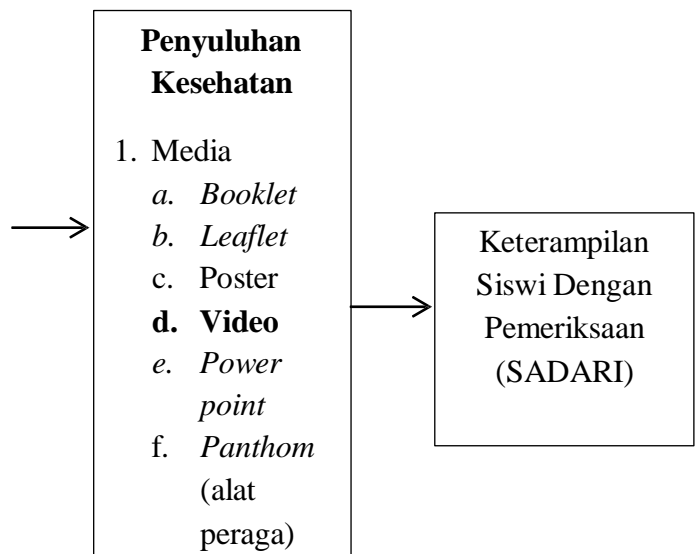 Penyuluhan
Kesehatan
1. Media
a. Booklet
b. Leaflet
c. Poster
d. Video
e. Power
point
f. Panthom
(alat
peraga)
Keterampilan
Siswi Dengan
Pemeriksaan
(SADARI)